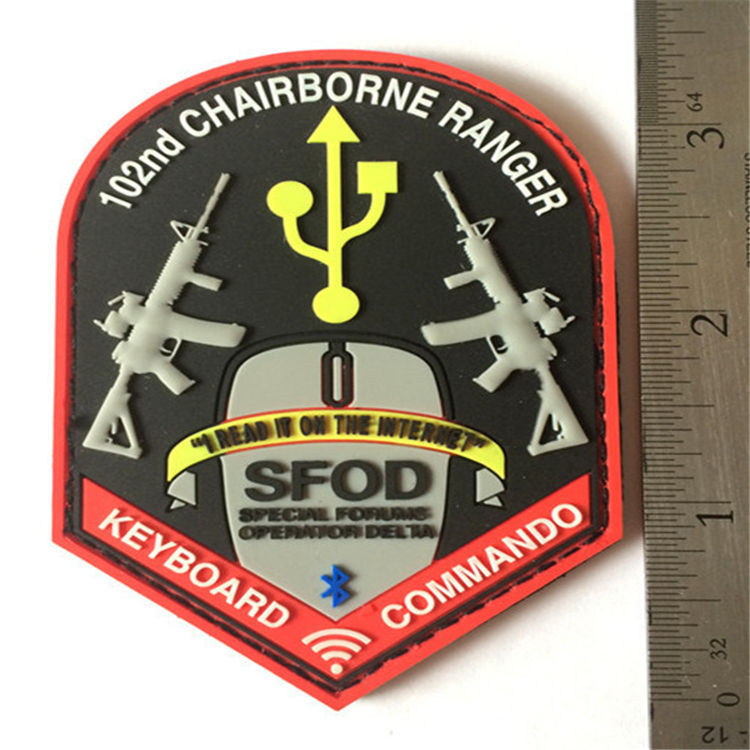 102nd CHAIRBORNE RANGER
"I READ IT ON THE INTERNET"
SFOD
SPECIAL FORUMS
OPERATOR DELTA
KEYBOARD COMMANDO
64
3
2
1
32
0
12